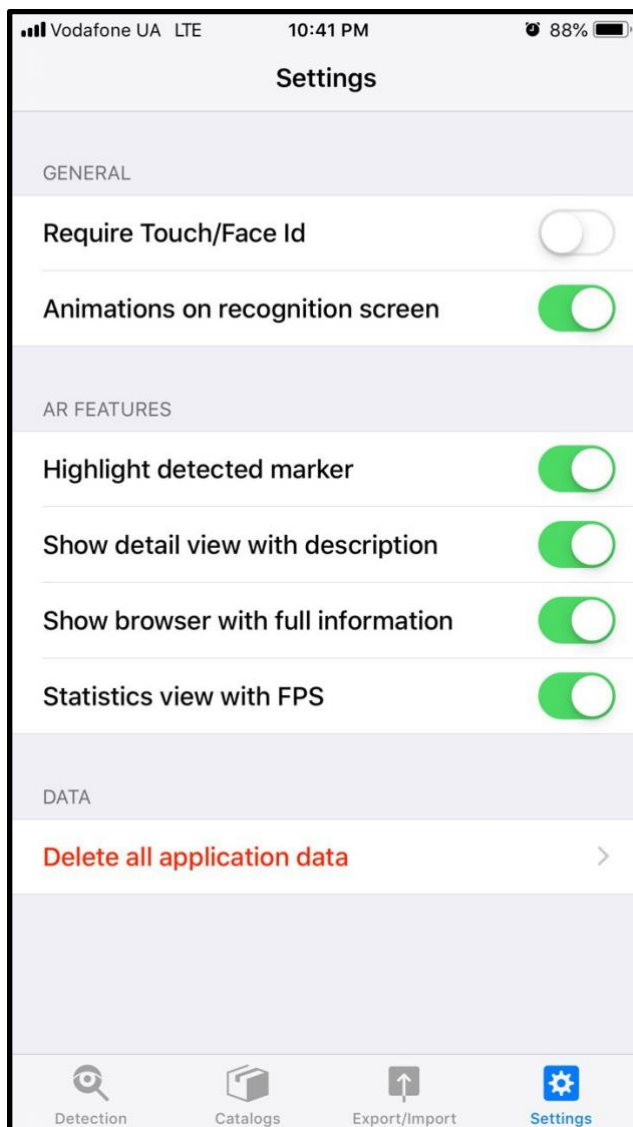 Vodafone UA LTE 10:41 PM 88%
Settings
GENERAL
Require Touch/Face Id
Animations on recognition screen
AR FEATURES
Highlight detected marker
Show detail view with description
Show browser with full information
Statistics view with FPS
DATA
Delete all application data
Detection Catalogs Export/Import Settings